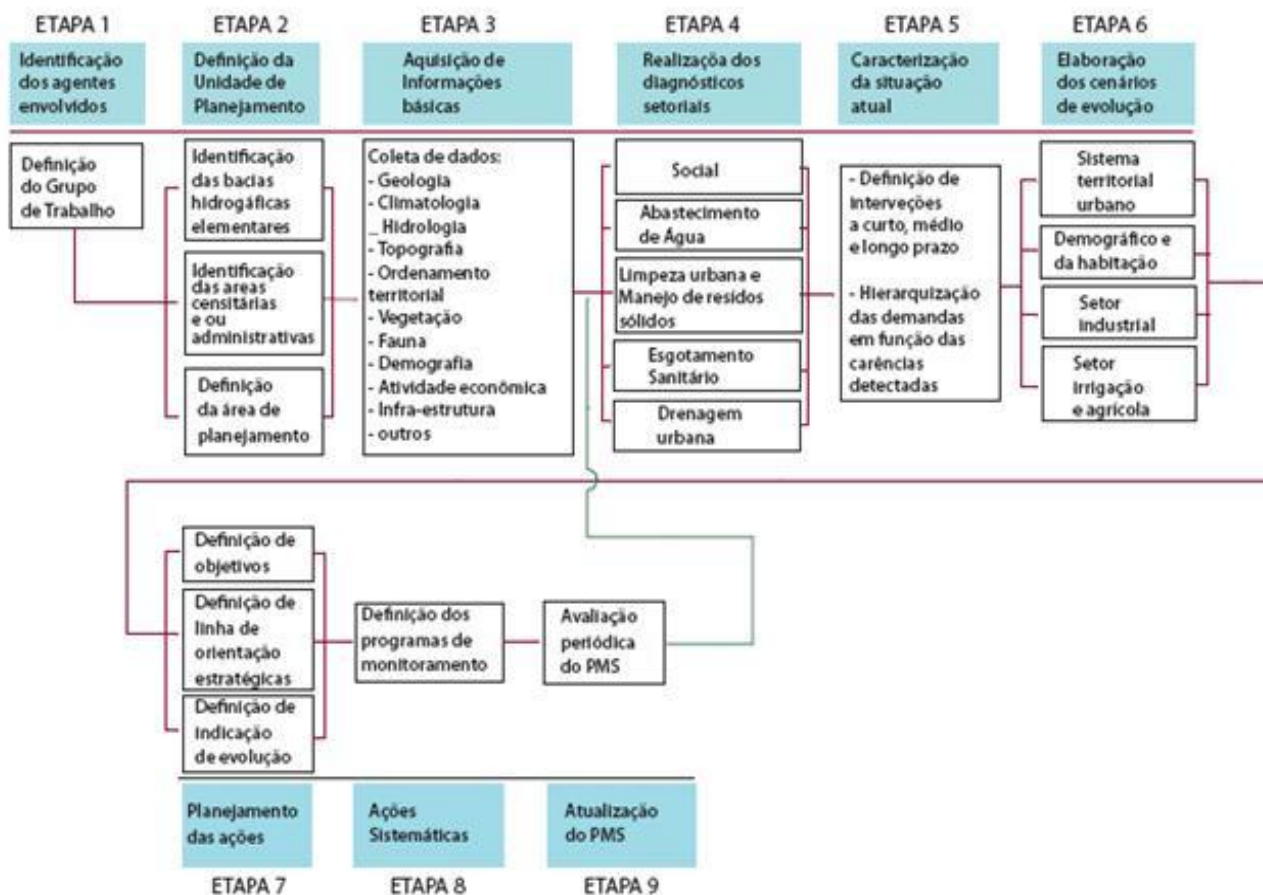 ETAPA 1
Identificação
dos agentes
envolvidos
ETAPA 2
Definição da
Unidade de
Planejamento
ETAPA 3
Aquisição de
Informações
básicas
ETAPA 4
Realizaçõa dos
diagnósticos
setoriais
ETAPA 5
Caracterização
da situação
atual
ETAPA 6
Elaboração
dos cenários
de evolução
Definição
do Grupo
de Trabalho
Identificação
das bacias
hidrogáficas
elementares
Identificação
das areas
censitárias
e ou
administrativas
Definição
da área de
planejamento
Coleta de dados:
- Geologia
- Climatologia
_ Hidrologia
- Topografia
- Ordenamento
territorial
- Vegetação
- Fauna
- Demografia
- Atividade econômica
- Infra-estrutura
- outros
Social
Abastecimento
de Água
Limpeza urbana e
Manejo de resídos
sólidos
Esgotamento
Sanitário
Drenagem
urbana
- Definição de
interveções
a curto, médio
e longo prazo
- Hierarquização
das demandas
em função das
carências
detectadas
Sistema
territorial
urbano
Demográfico e
da habitação
Setor
industrial
Setor
irrigação
e agrícola
Definição de
objetivos
Definição de
linha de
orientação
estratégicas
Definição de
indicação
de evolução
Definição dos
programas de
monitoramento
Avaliação
periódica
do PMS
Planejamento
das ações
ETAPA 7
Ações
Sistemáticas
ETAPA 8
Atualização
do PMS
ETAPA 9